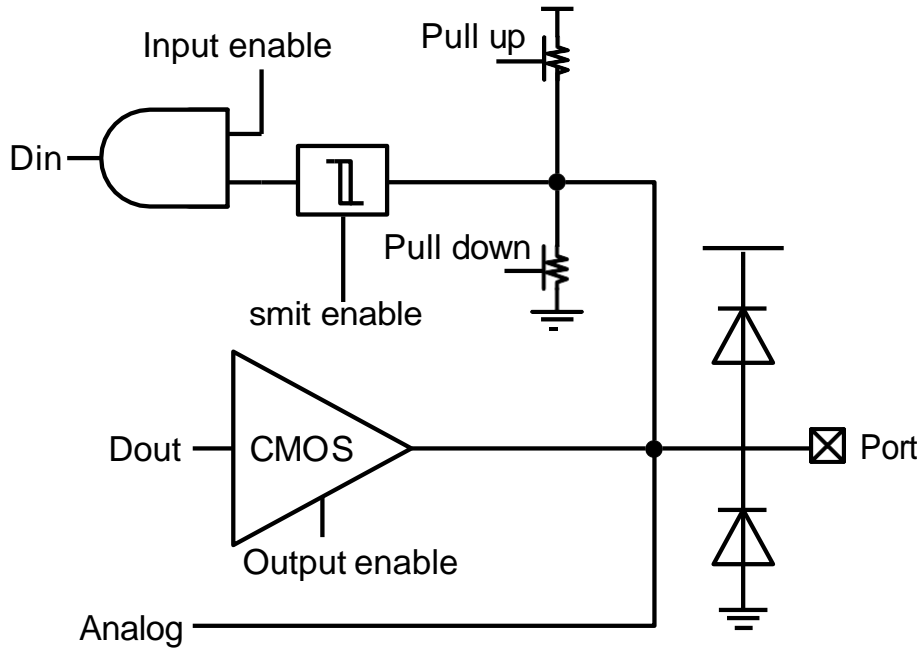 Pull up
Input enable
Din
Pull down
smit enable
Dout
CMOS
Port
Output enable
Analog